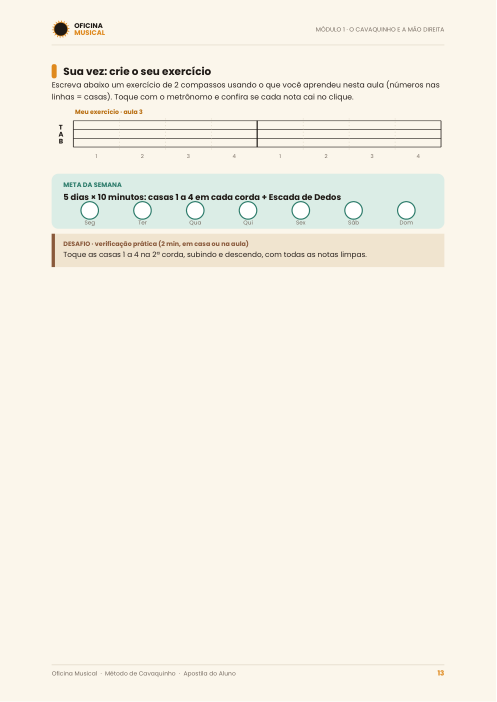 OFICINA
MUSICAL
MÓDULO 1 · O CAVAQUINHO E A MÃO DIREITA
Sua vez: crie o seu exercício
Escreva abaixo um exercício de 2 compassos usando o que você aprendeu nesta aula (números nas
linhas = casas). Toque com o metrônomo e confira se cada nota cai no clique.
Meu exercício · aula 3
T
A
B
1 2 3 4 1 2 3 4
META DA SEMANA
5 dias × 10 minutos: casas 1 a 4 em cada corda + Escada de Dedos
Seg Ter Qua Qui Sex Sáb Dom
DESAFIO · verificação prática (2 min, em casa ou na aula)
Toque as casas 1 a 4 na 2ª corda, subindo e descendo, com todas as notas limpas.
Oficina Musical · Método de Cavaquinho · Apostila do Aluno
13